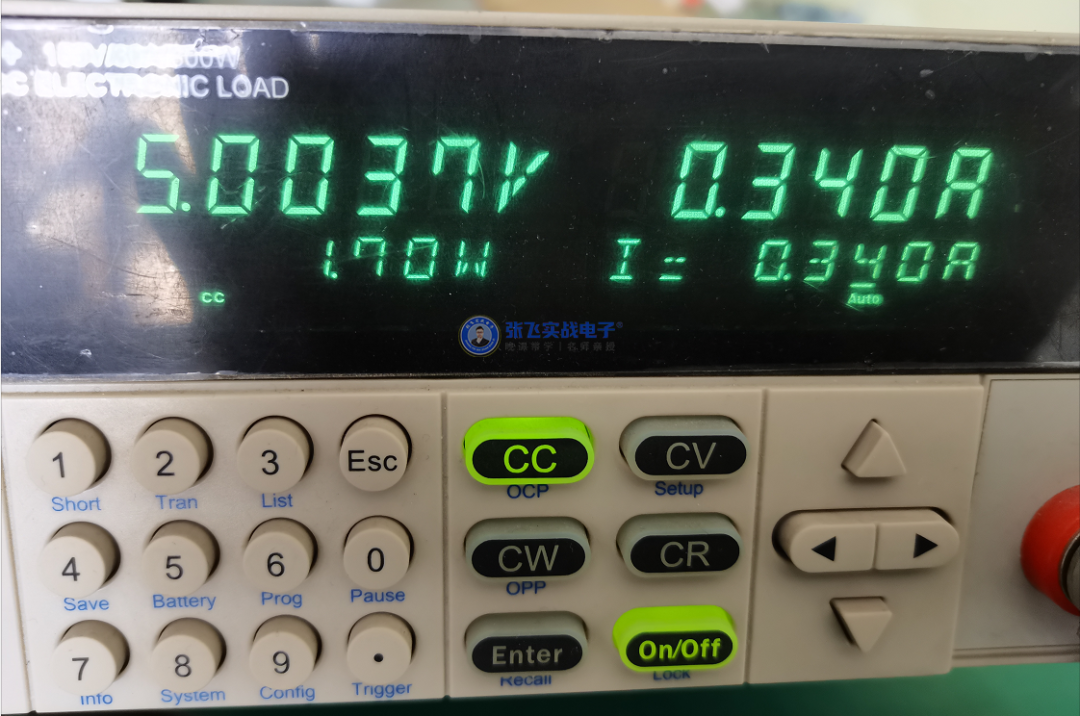 DC ELECTRONIC LOAD
5.0037V 0.340A
1.70W I = 0.340A
CC Auto
张飞实战电子®
1 2 3 Esc CC CV
Short Tran List OCP Setup
4 5 6 0 CW CR
Save Battery Prog Pause OPP
7 8 9 . Enter On/Off
Info System Config Trigger Recall Lock